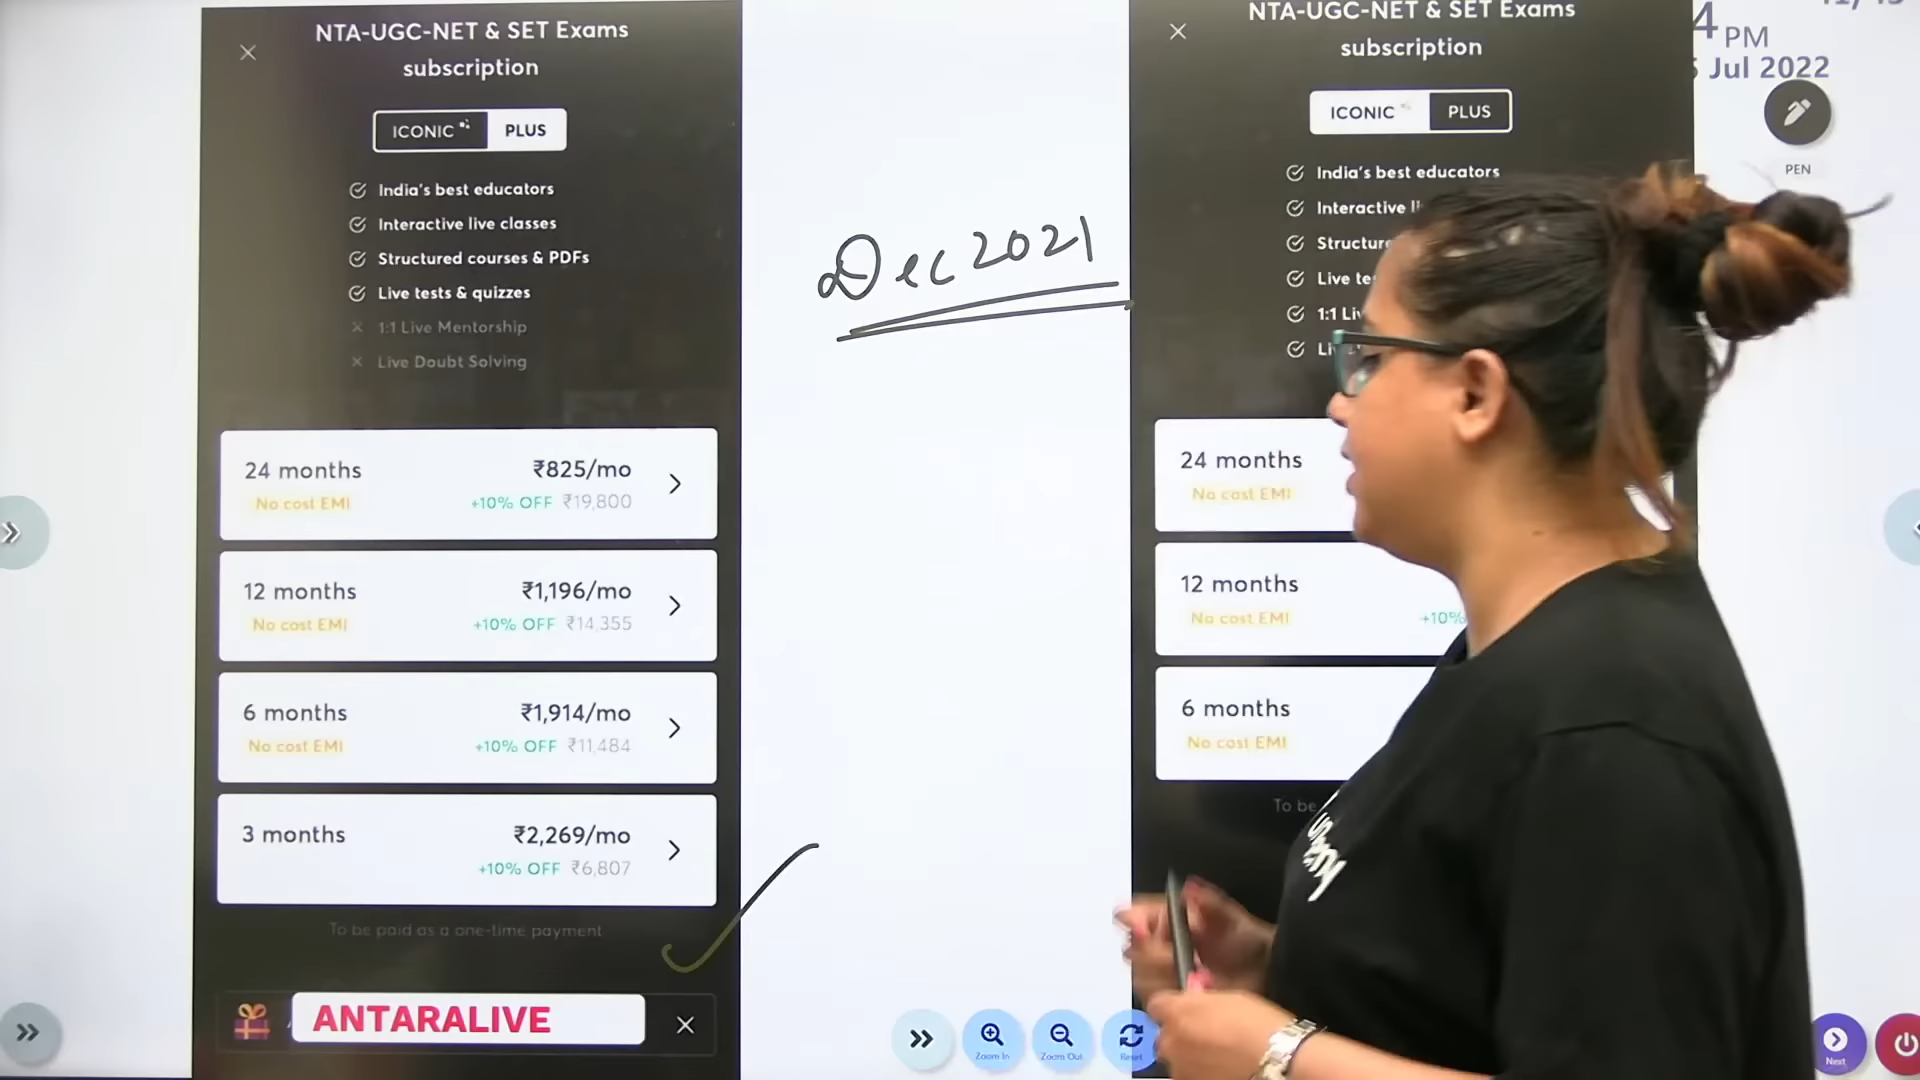 NTA-UGC-NET & SET Exams
subscription
ICONIC PLUS
India's best educators
Interactive live classes
Structured courses & PDFs
Live tests & quizzes
1:1 Live Mentorship
Live Doubt Solving
24 months ₹825/mo
No cost EMI +10% OFF ₹19,800
12 months ₹1,196/mo
No cost EMI +10% OFF ₹14,355
6 months ₹1,914/mo
No cost EMI +10% OFF ₹11,484
3 months ₹2,269/mo
+10% OFF ₹6,807
To be paid as a one-time payment
ANTARALIVE
Dec 2021
NTA-UGC-NET & SET Exams
subscription
ICONIC PLUS
India's best educators
Interactive
Live
1:1
24 months
No cost EMI
12 months
No cost EMI +10%
6 months
No cost EMI
To be
4 PM
Jul 2022
PEN
Zoom In
Zoom Out
Reset
Next